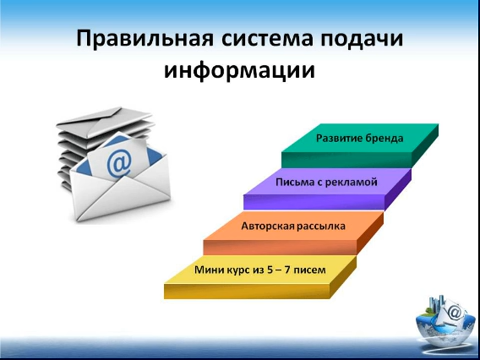 Правильная система подачи
информации
Развитие бренда
Письма с рекламой
Авторская рассылка
Мини курс из 5 – 7 писем